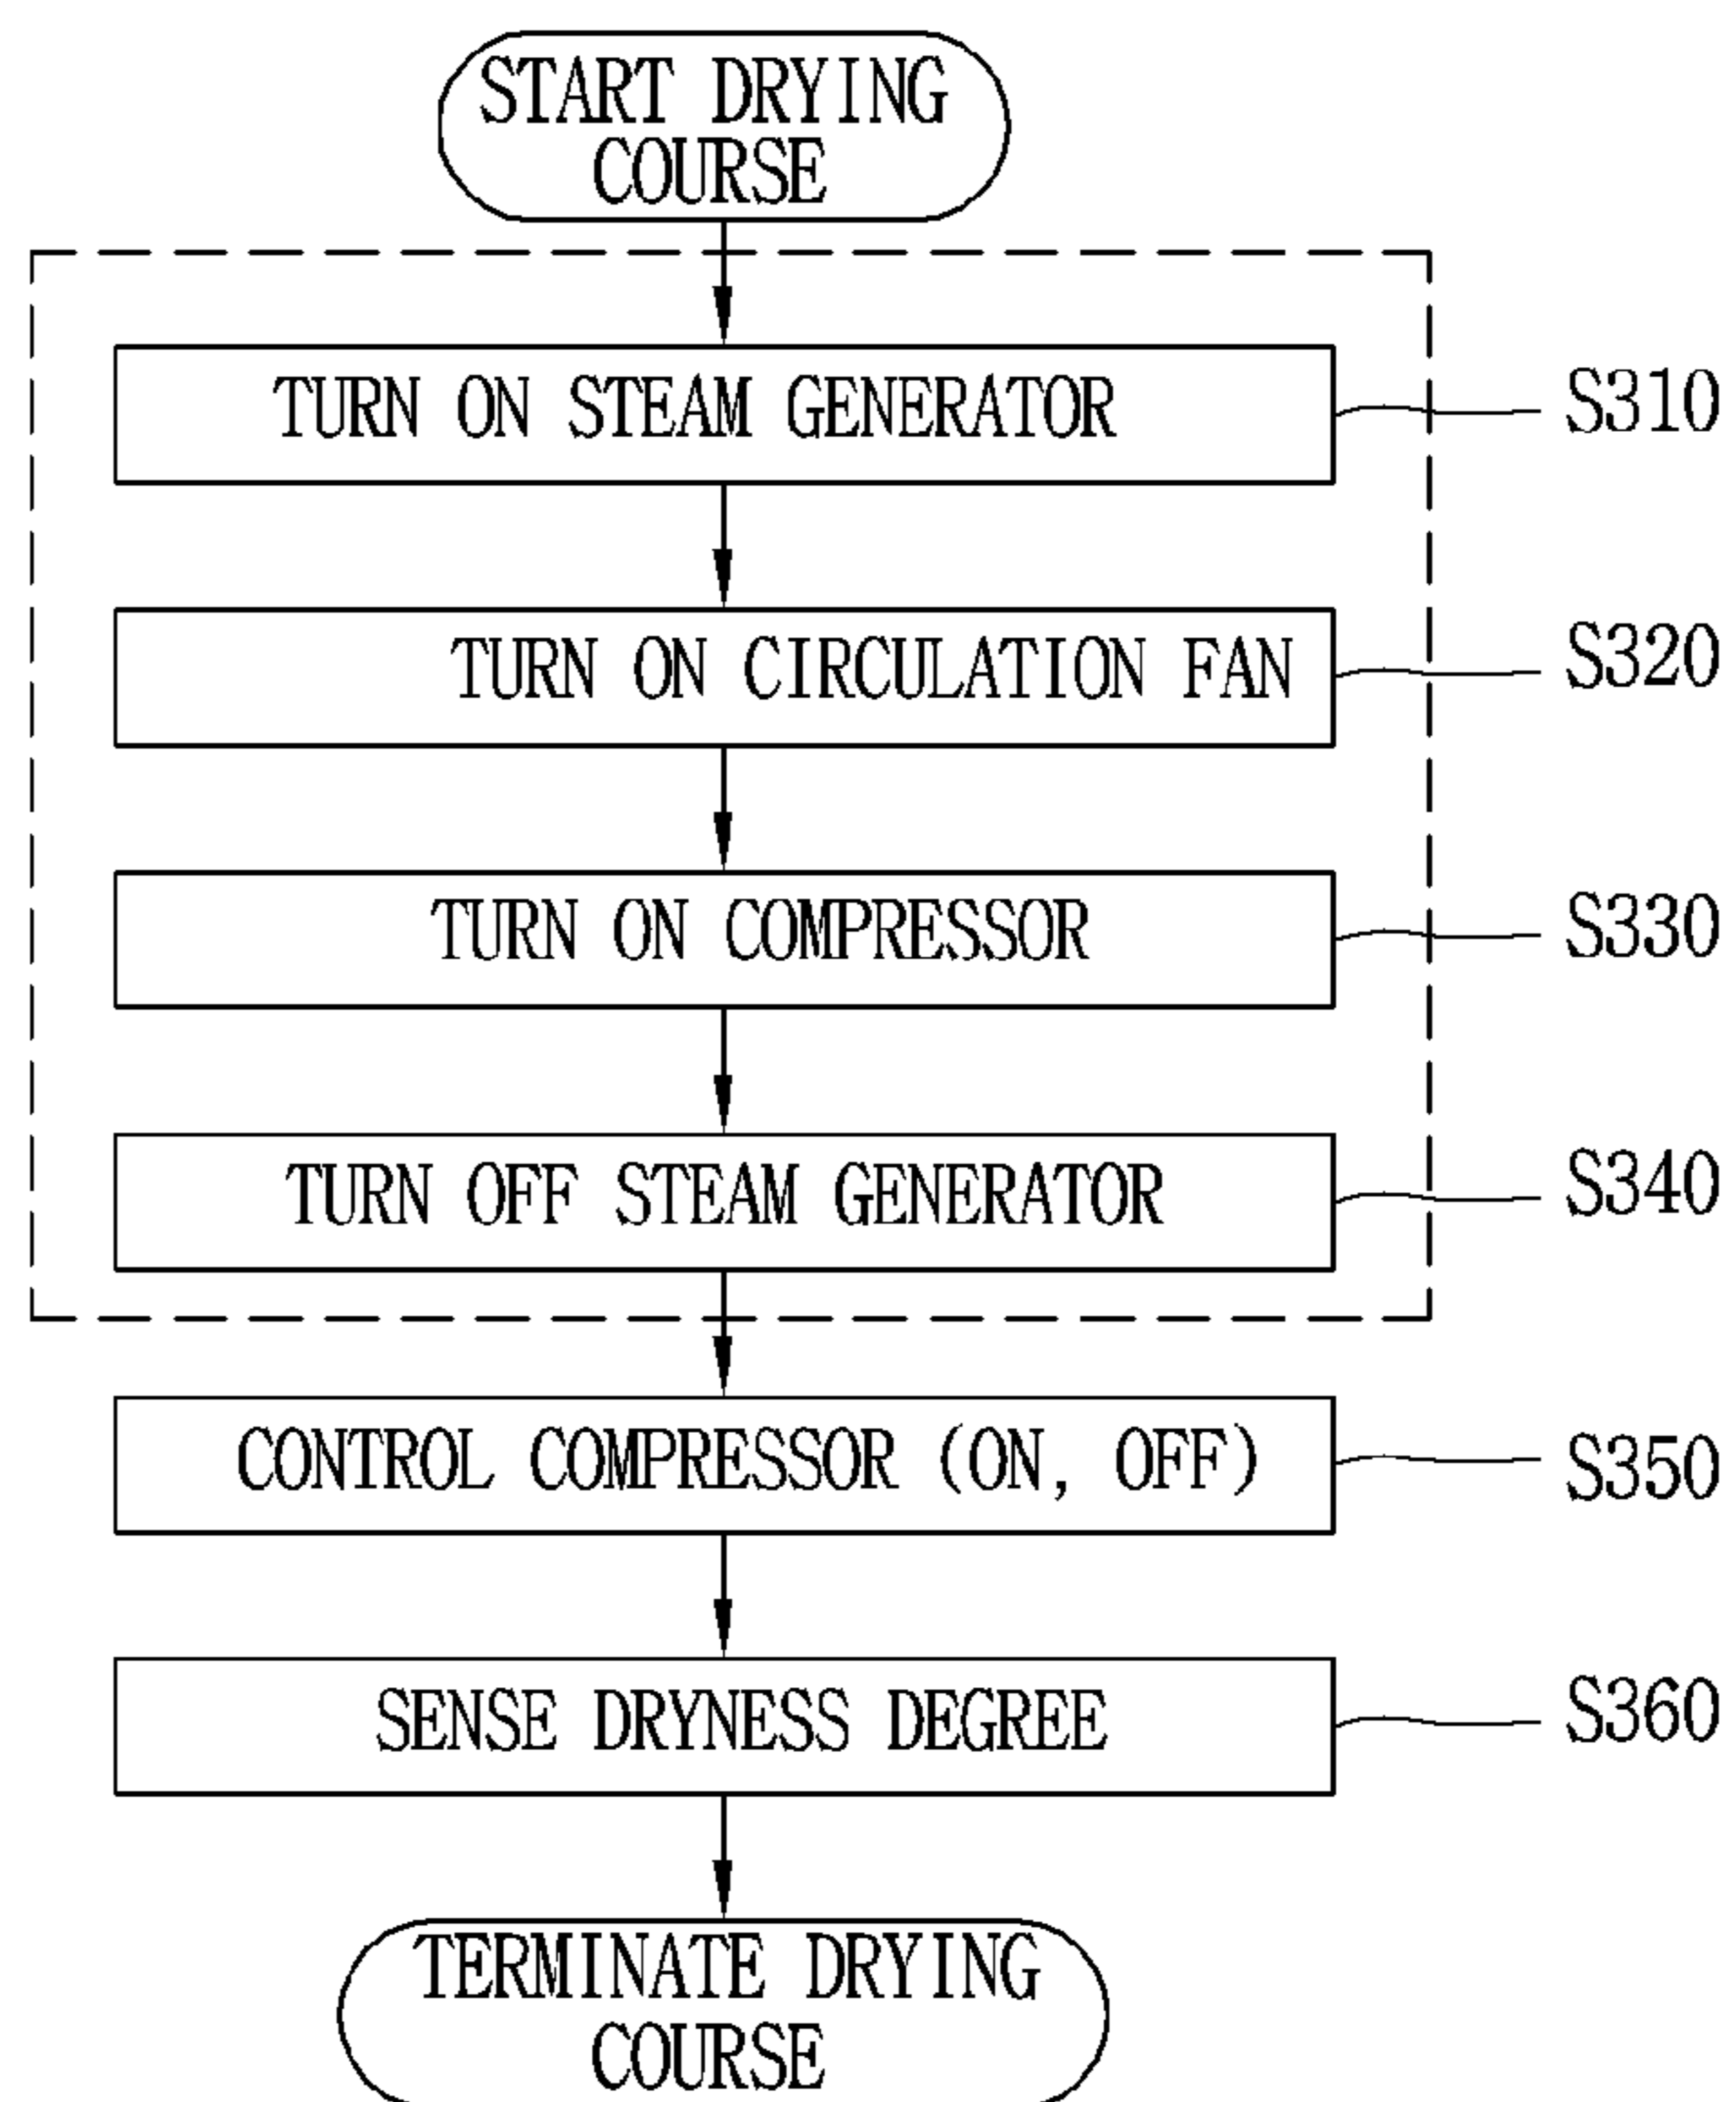 START DRYING
COURSE
TURN ON STEAM GENERATOR
S310
TURN ON CIRCULATION FAN
S320
TURN ON COMPRESSOR
S330
TURN OFF STEAM GENERATOR
S340
CONTROL COMPRESSOR (ON, OFF)
S350
SENSE DRYNESS DEGREE
S360
TERMINATE DRYING
COURSE